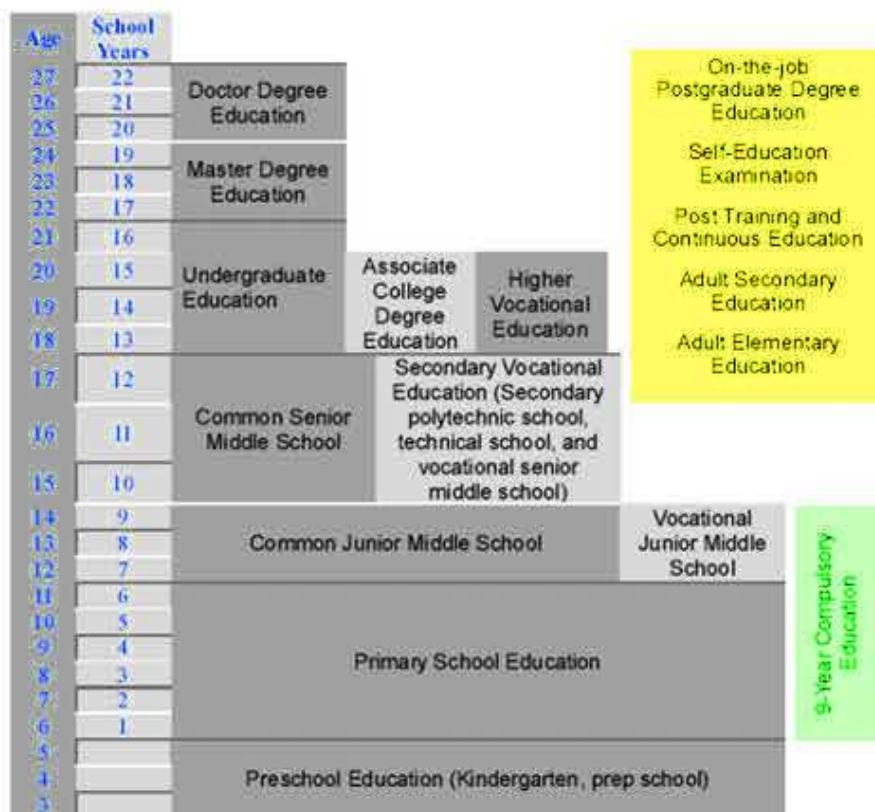 Age
School
Years
27 22
26 21
25 20
24 19
23 18
22 17
21 16
20 15
19 14
18 13
17 12
16 11
15 10
14 9
13 8
12 7
11 6
10 5
9 4
8 3
7 2
6 1
5
4
3
Doctor Degree
Education
Master Degree
Education
Undergraduate
Education
Associate
College
Degree
Education
Higher
Vocational
Education
Common Senior
Middle School
Secondary Vocational
Education (Secondary
polytechnic school,
technical school, and
vocational senior
middle school)
Common Junior Middle School
Vocational
Junior Middle
School
Primary School Education
Preschool Education (Kindergarten, prep school)
On-the-job
Postgraduate Degree
Education
Self-Education
Examination
Post Training and
Continuous Education
Adult Secondary
Education
Adult Elementary
Education
9-Year Compulsory
Education